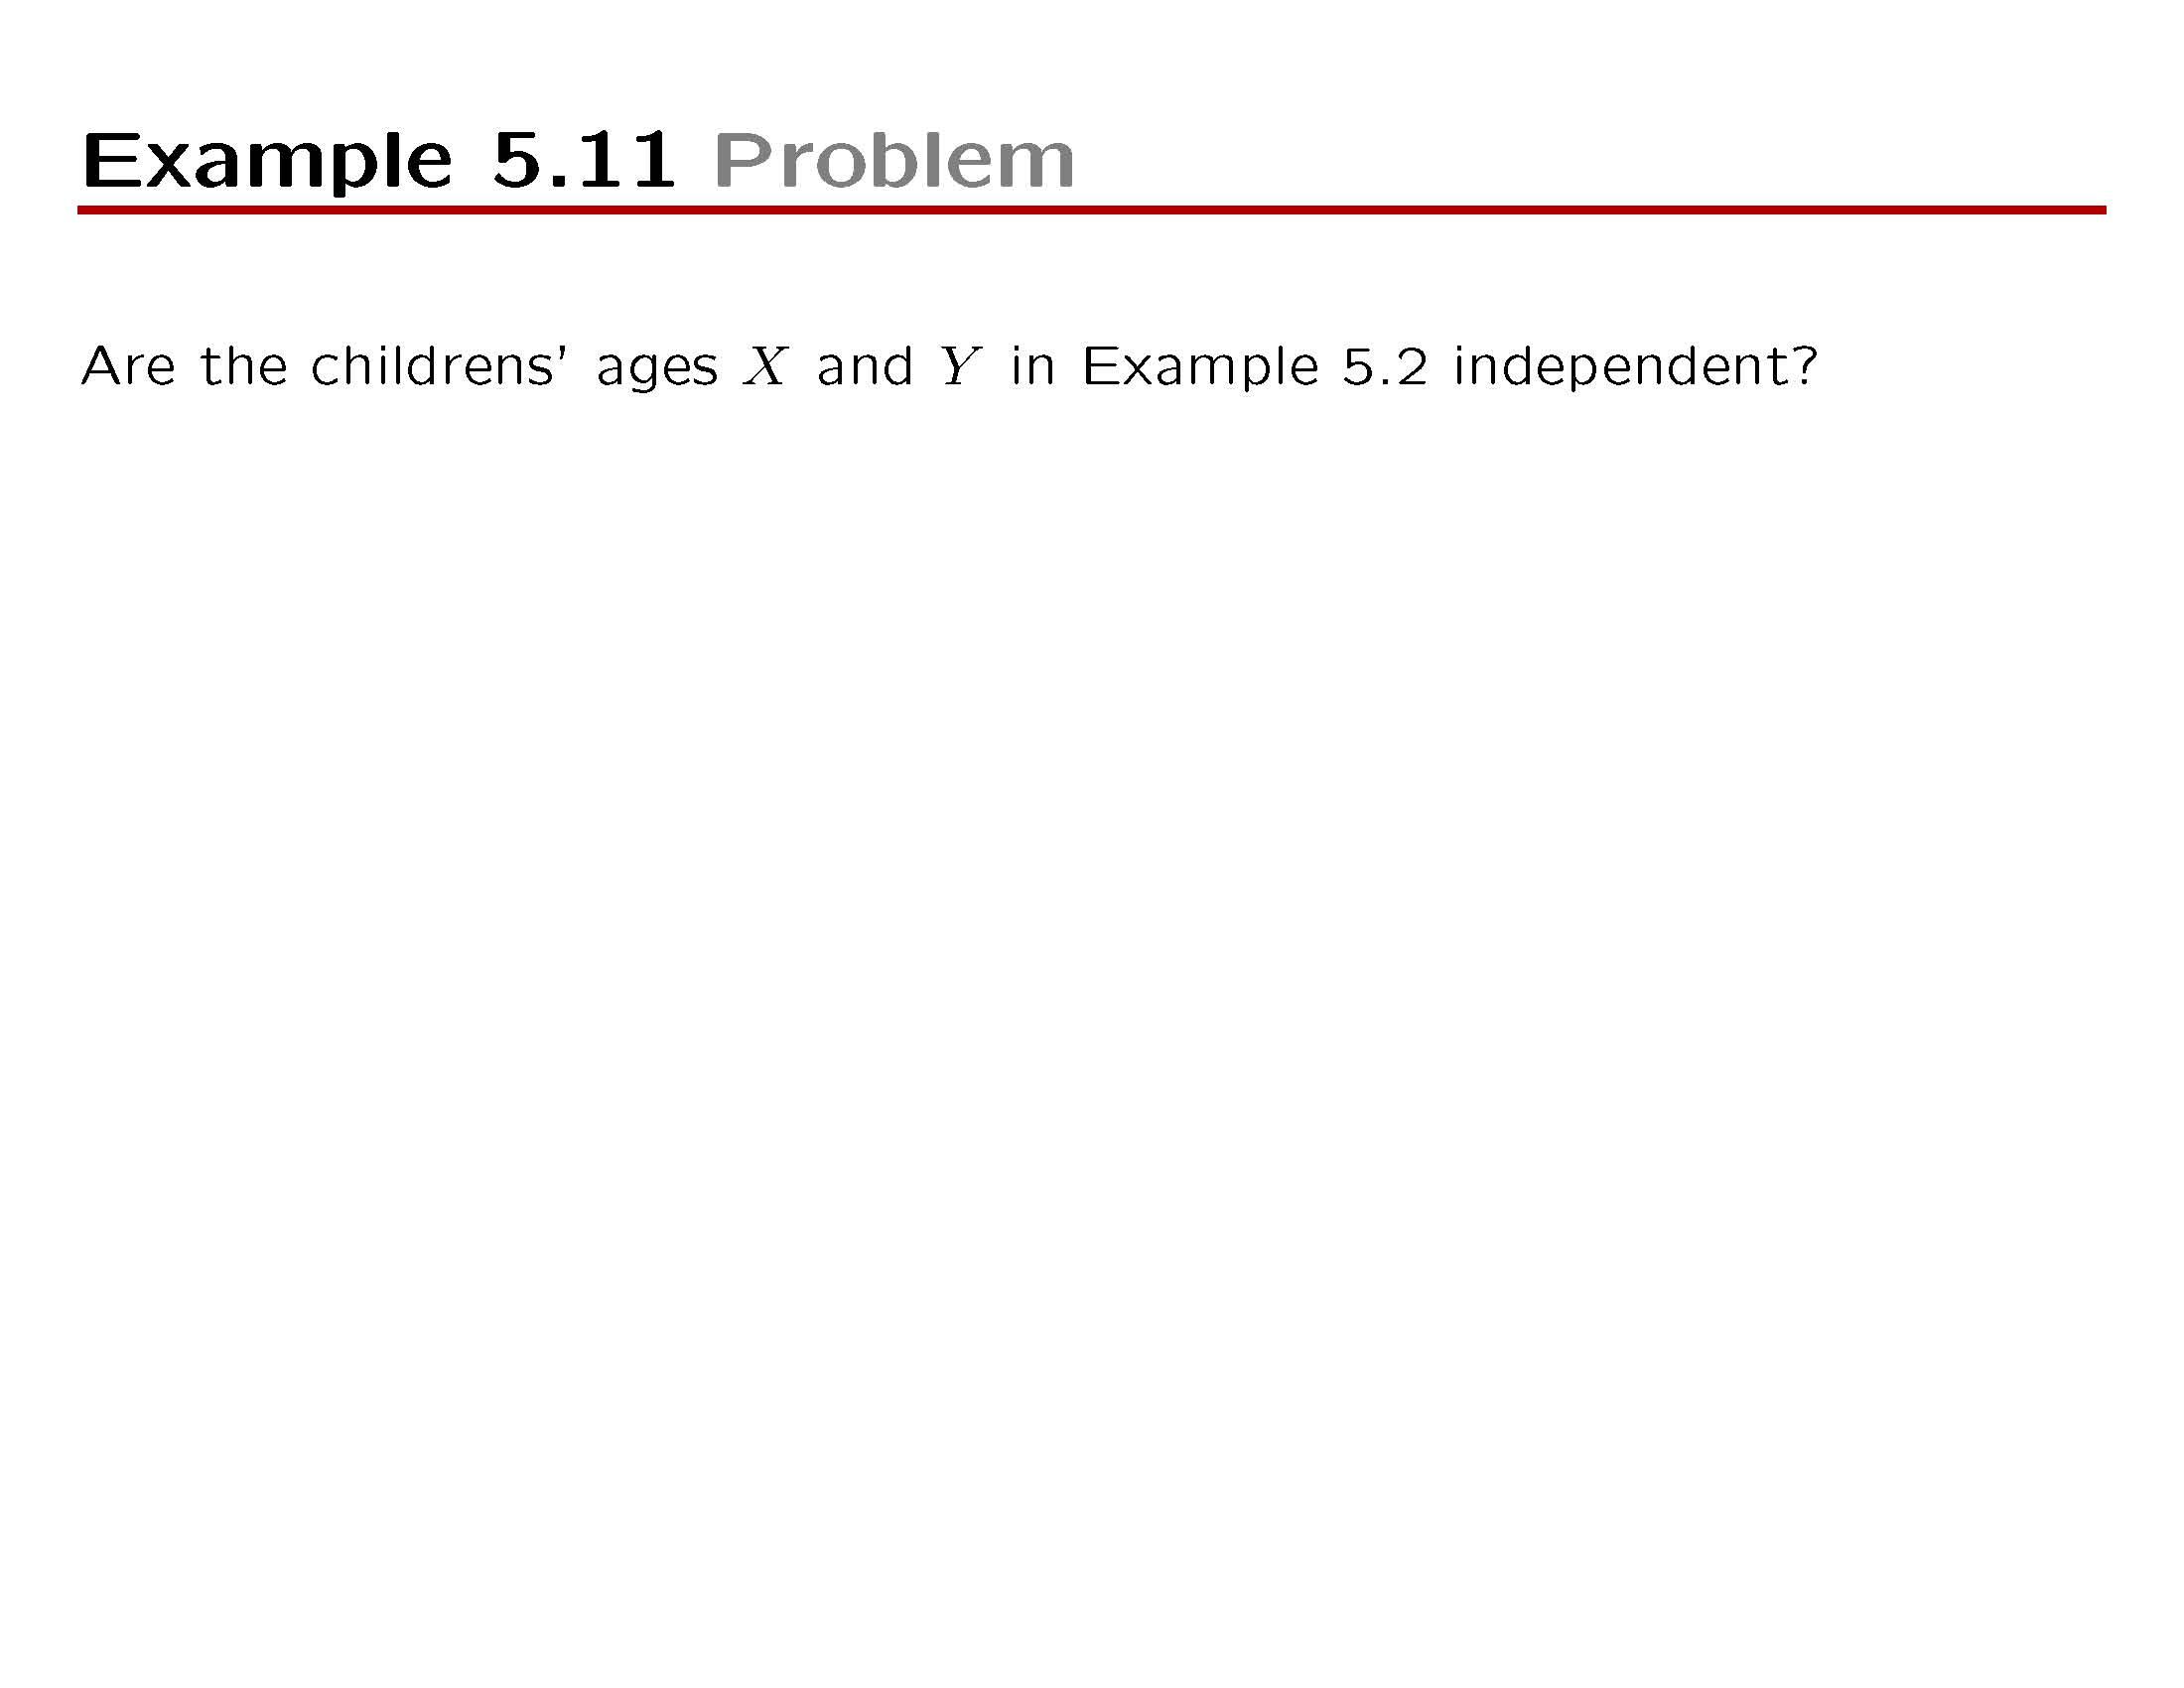 Example 5.11 Problem
Are the childrens’ ages X and Y in Example 5.2 independent?